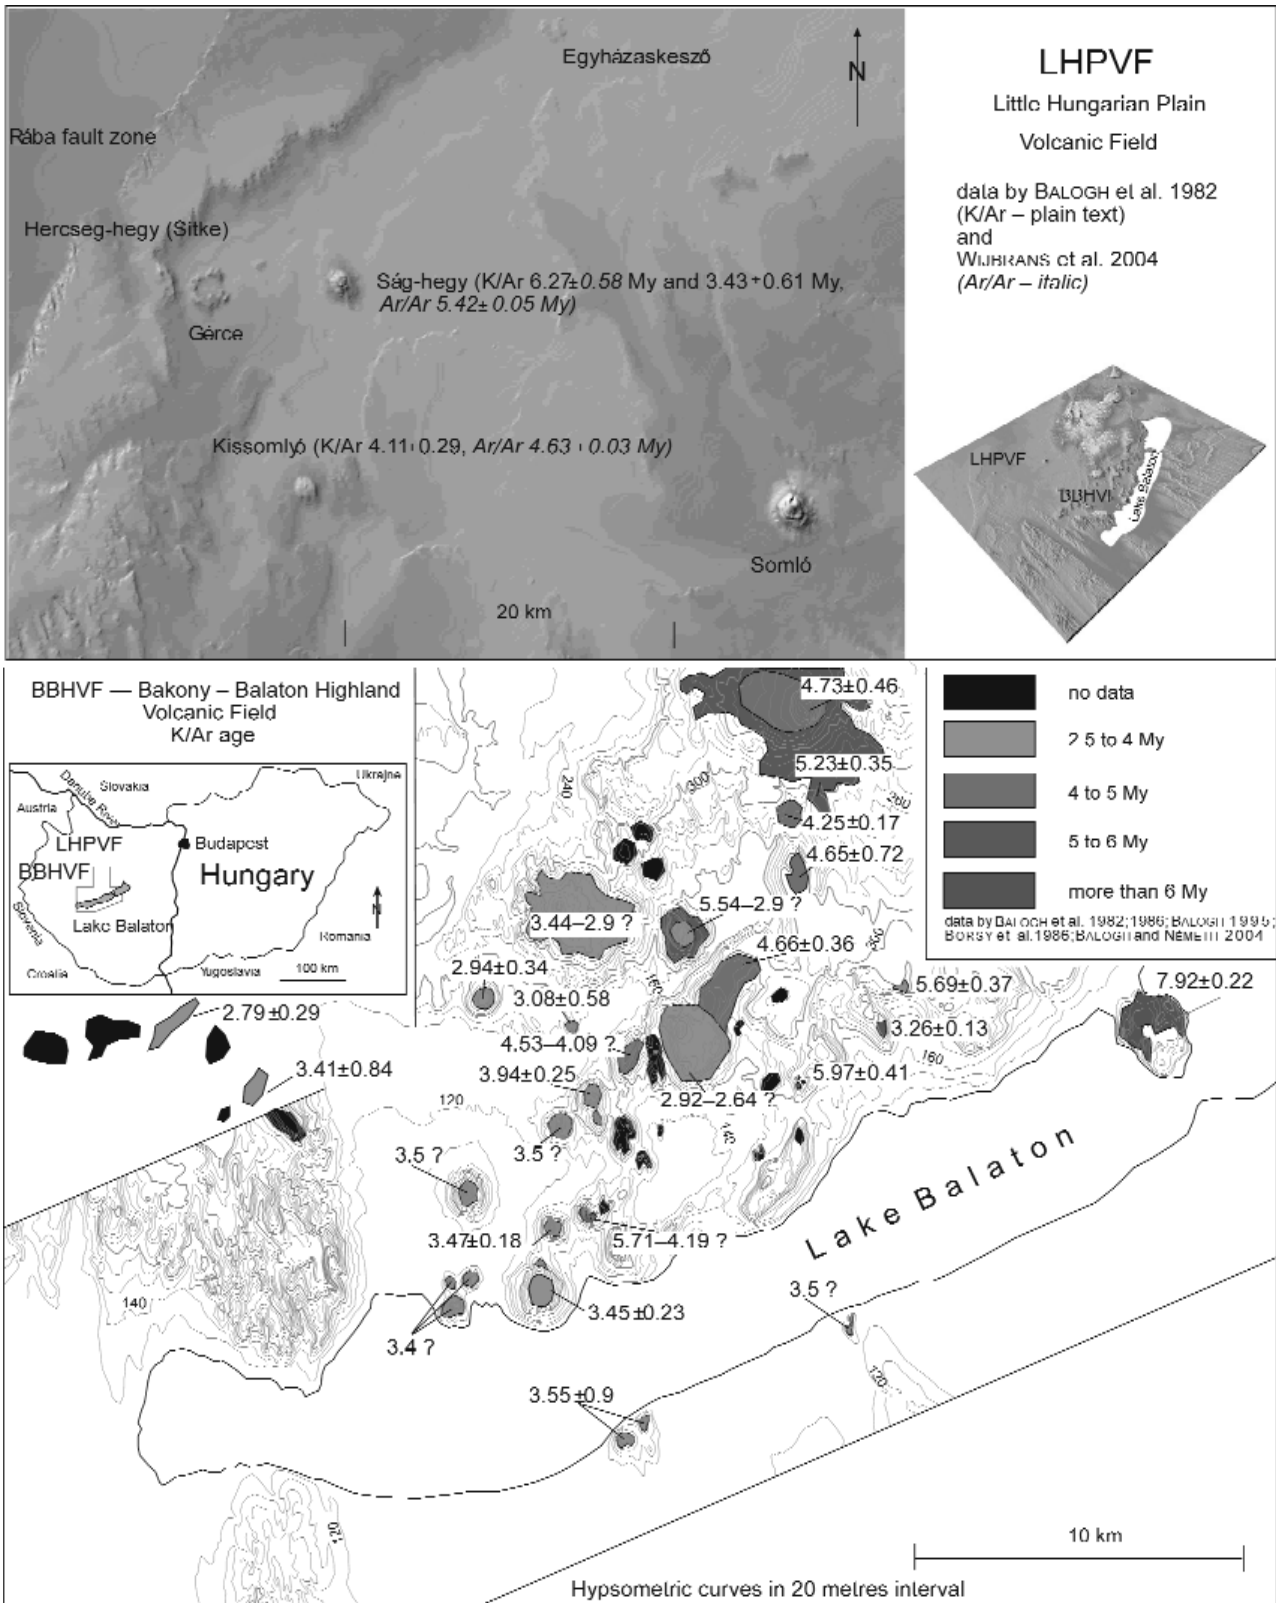 Egyházaskesző
N
Rába fault zone
Hercseg-hegy (Sitke)
Ság-hegy (K/Ar 6.27±0.58 My and 3.43+0.61 My,
Ar/Ar 5.42±0.05 My)
Gérce
Kissomlyó (K/Ar 4.11±0.29, Ar/Ar 4.63±0.03 My)
Somló
20 km
LHPVF
Little Hungarian Plain
Volcanic Field
data by BALOGH et al. 1982
(K/Ar – plain text)
and
WIJBRANS et al. 2004
(Ar/Ar – italic)
LHPVF
BBHVF
Lake Balaton
BBHVF — Bakony – Balaton Highland
Volcanic Field
K/Ar age
Ukrajne
Slovakia
Danube River
Austria
LHPVF
Budapest
BBHVF
Hungary
N
Lake Balaton
Slovenia
Romania
Croatia
Yugoslavia
100 km
no data
2.5 to 4 My
4 to 5 My
5 to 6 My
more than 6 My
data by BALOGH et al. 1982; 1986; BALOGH 1995;
BORSY et al. 1986; BALOGH and NÉMETH 2004
4.73±0.46
5.23±0.35
240
300
260
4.25±0.17
4.65±0.72
3.44–2.9 ?
5.54–2.9 ?
4.66±0.36
260
2.94±0.34
160
5.69±0.37
7.92±0.22
3.08±0.58
2.79±0.29
3.26±0.13
4.53–4.09 ?
160
3.41±0.84
3.94±0.25
5.97±0.41
2.92–2.64 ?
120
140
3.5 ?
3.5 ?
Lake Balaton
3.47±0.18
5.71–4.19 ?
140
3.5 ?
3.45±0.23
3.4 ?
120
3.55±0.9
120
10 km
Hypsometric curves in 20 metres interval